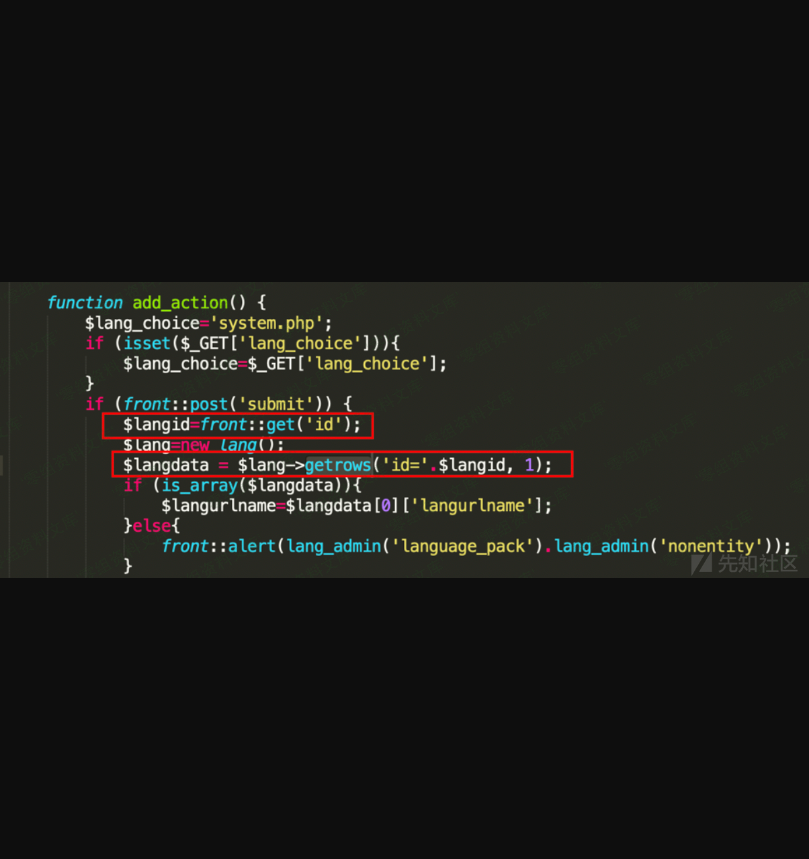 function add_action() {
$lang_choice='system.php';
if (isset($_GET['lang_choice'])){
$lang_choice=$_GET['lang_choice'];
}
if (front::post('submit')) {
$langid=front::get('id');
$lang=new lang();
$langdata = $lang->getrows('id='.$langid, 1);
if (is_array($langdata)){
$langurlname=$langdata[0]['langurlname'];
}else{
front::alert(lang_admin('language_pack').lang_admin('nonentity'));
}
先知社区